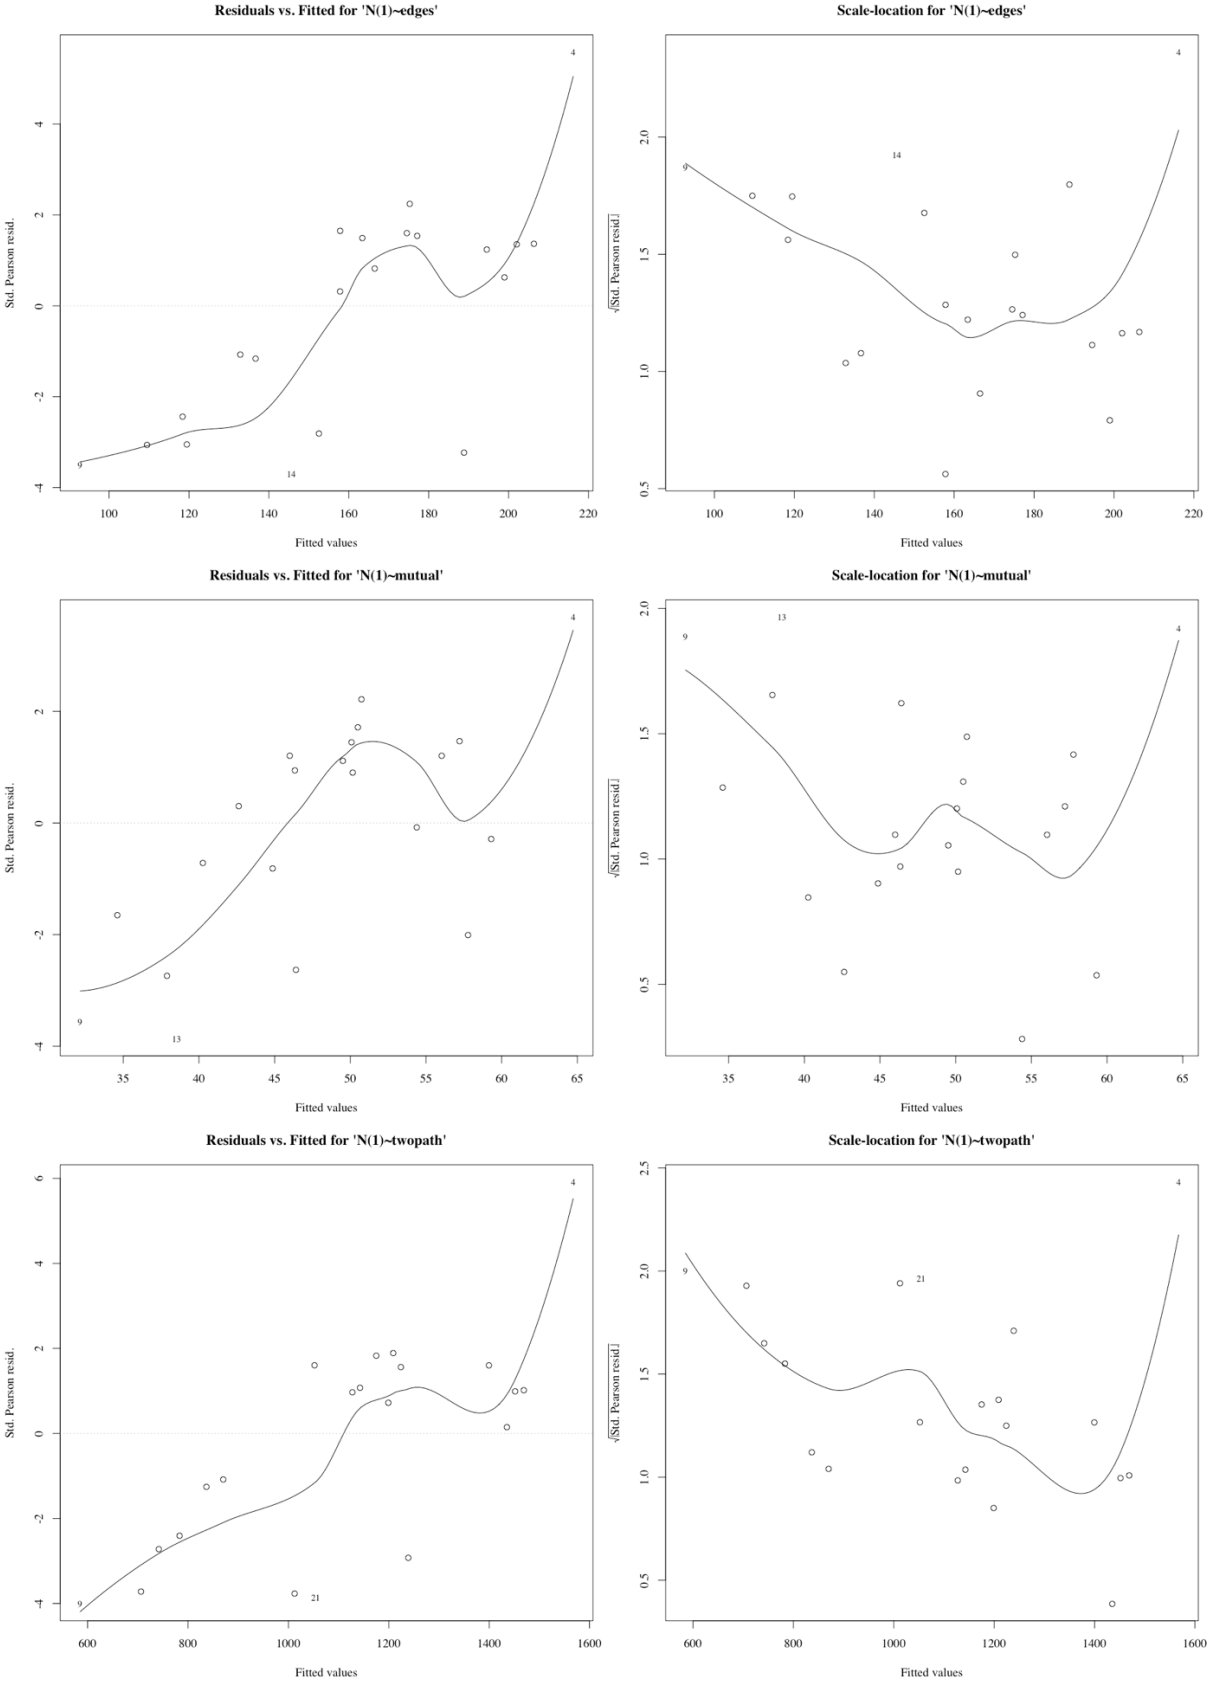 Residuals vs. Fitted for 'N(1)~edges'
Std. Pearson resid.
4
2
0
-2
-4
4
9
14
100 120 140 160 180 200 220
Fitted values
Scale-location for 'N(1)~edges'
√|Std. Pearson resid.|
2.0
1.5
1.0
0.5
4
14
9
100 120 140 160 180 200 220
Fitted values
Residuals vs. Fitted for 'N(1)~mutual'
Std. Pearson resid.
2
0
-2
-4
4
9
13
35 40 45 50 55 60 65
Fitted values
Scale-location for 'N(1)~mutual'
√|Std. Pearson resid.|
2.0
1.5
1.0
0.5
13
4
9
35 40 45 50 55 60 65
Fitted values
Residuals vs. Fitted for 'N(1)~twopath'
Std. Pearson resid.
6
4
2
0
-2
-4
4
21
9
600 800 1000 1200 1400 1600
Fitted values
Scale-location for 'N(1)~twopath'
√|Std. Pearson resid.|
2.5
2.0
1.5
1.0
0.5
4
9
21
600 800 1000 1200 1400 1600
Fitted values